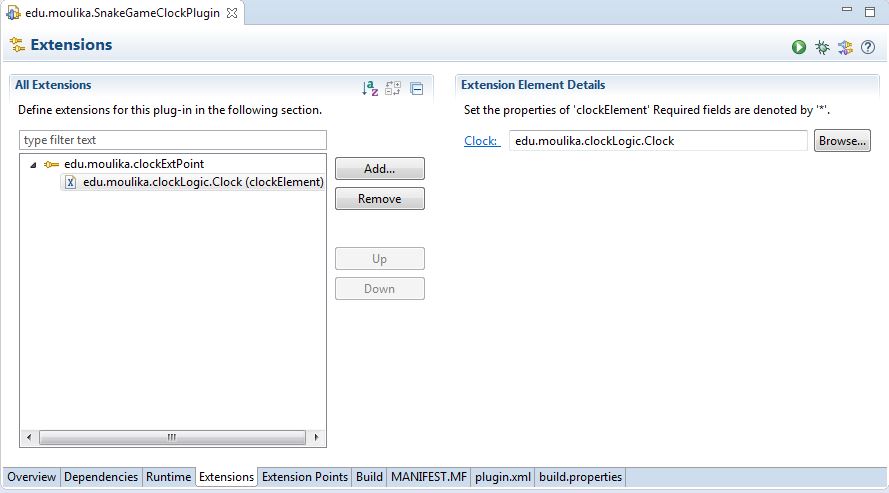 edu.moulika.SnakeGameClockPlugin
Extensions
All Extensions
Define extensions for this plug-in in the following section.
type filter text
edu.moulika.clockExtPoint
edu.moulika.clockLogic.Clock (clockElement)
Add...
Remove
Up
Down
Extension Element Details
Set the properties of 'clockElement' Required fields are denoted by '*'.
Clock: edu.moulika.clockLogic.Clock Browse...
Overview Dependencies Runtime Extensions Extension Points Build MANIFEST.MF plugin.xml build.properties